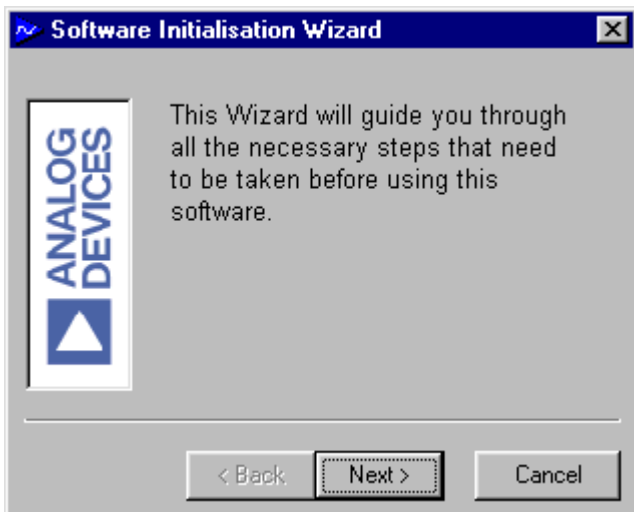 Software Initialisation Wizard
ANALOG
DEVICES
This Wizard will guide you through
all the necessary steps that need
to be taken before using this
software.
< Back
Next >
Cancel